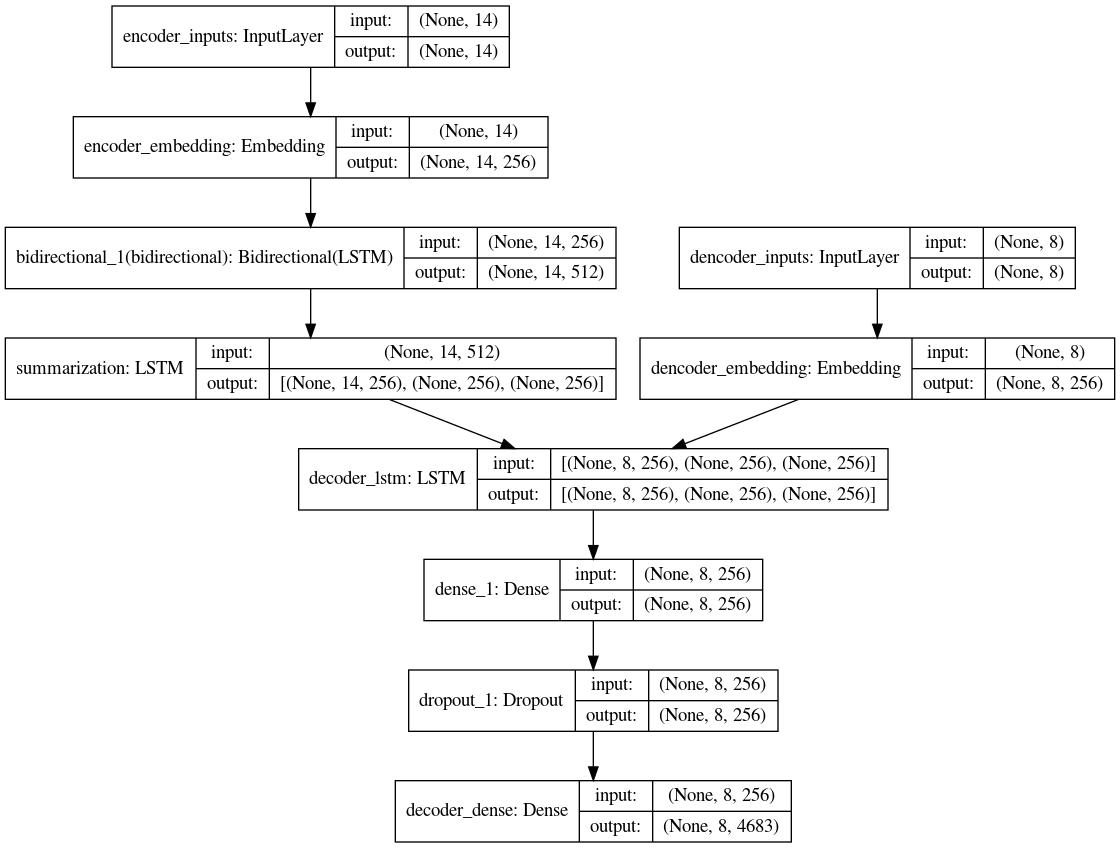 encoder_inputs: InputLayer
input: (None, 14)
output: (None, 14)
encoder_embedding: Embedding
input: (None, 14)
output: (None, 14, 256)
bidirectional_1(bidirectional): Bidirectional(LSTM)
input: (None, 14, 256)
output: (None, 14, 512)
dencoder_inputs: InputLayer
input: (None, 8)
output: (None, 8)
summarization: LSTM
input: (None, 14, 512)
output: [(None, 14, 256), (None, 256), (None, 256)]
dencoder_embedding: Embedding
input: (None, 8)
output: (None, 8, 256)
decoder_lstm: LSTM
input: [(None, 8, 256), (None, 256), (None, 256)]
output: [(None, 8, 256), (None, 256), (None, 256)]
dense_1: Dense
input: (None, 8, 256)
output: (None, 8, 256)
dropout_1: Dropout
input: (None, 8, 256)
output: (None, 8, 256)
decoder_dense: Dense
input: (None, 8, 256)
output: (None, 8, 4683)